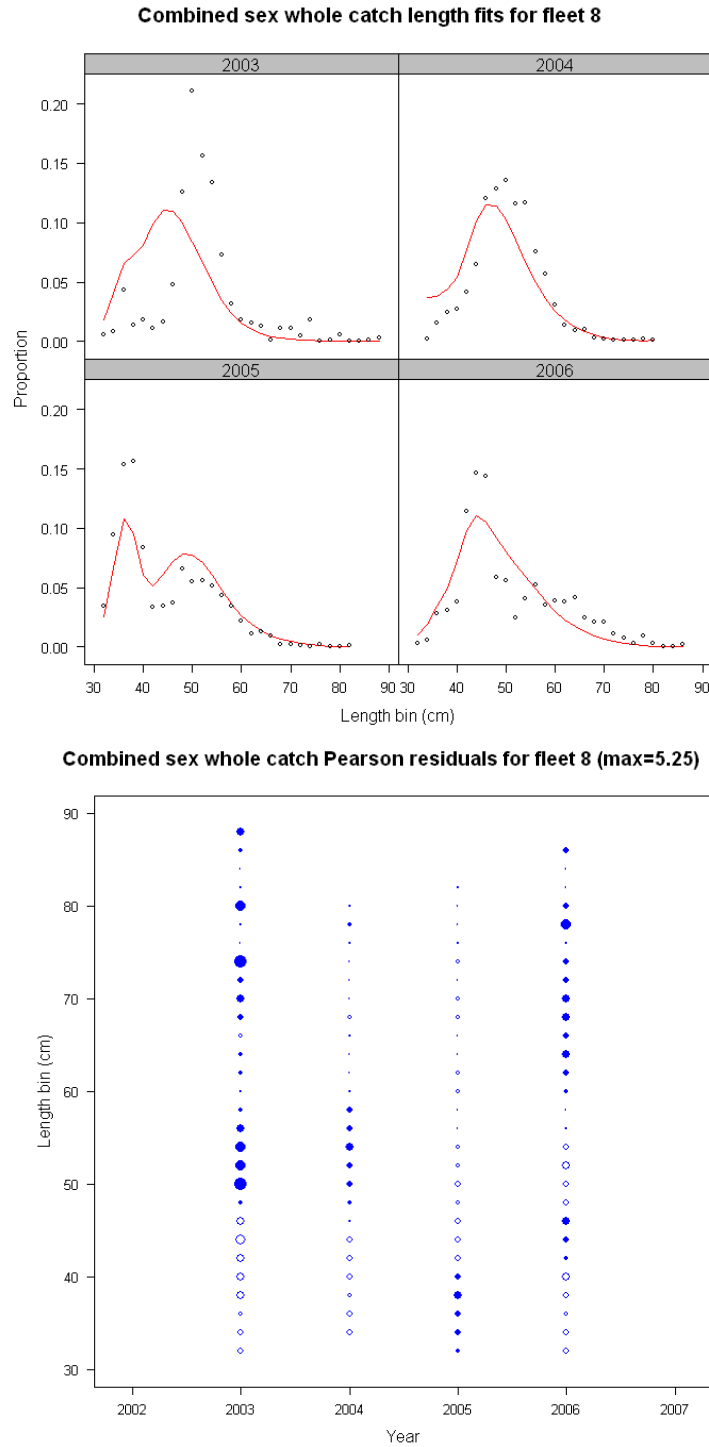 Combined sex whole catch length fits for fleet 8
2003
2004
0.20
0.15
0.10
0.05
0.00
2005
2006
0.20
0.15
0.10
0.05
0.00
Proportion
30 40 50 60 70 80 90 30 40 50 60 70 80 90
Length bin (cm)
Combined sex whole catch Pearson residuals for fleet 8 (max=5.25)
90
80
70
60
50
40
30
Length bin (cm)
2002 2003 2004 2005 2006 2007
Year